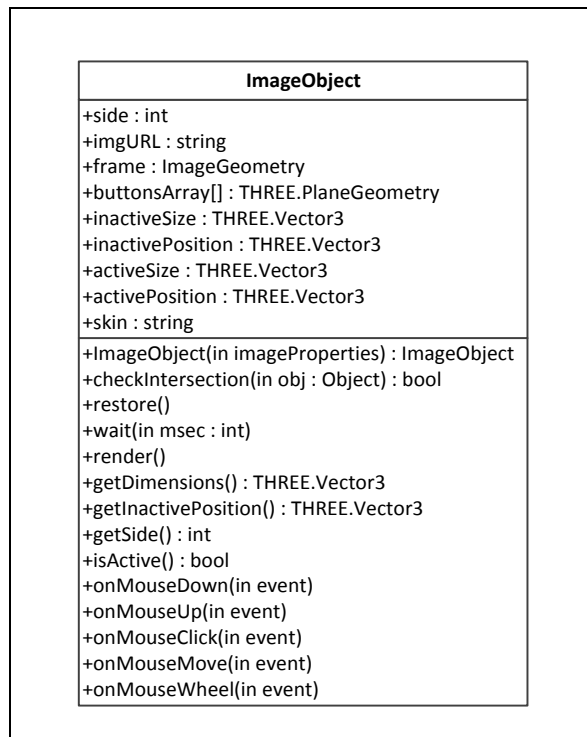 ImageObject
+side : int
+imgURL : string
+frame : ImageGeometry
+buttonsArray[] : THREE.PlaneGeometry
+inactiveSize : THREE.Vector3
+inactivePosition : THREE.Vector3
+activeSize : THREE.Vector3
+activePosition : THREE.Vector3
+skin : string
+ImageObject(in imageProperties) : ImageObject
+checkIntersection(in obj : Object) : bool
+restore()
+wait(in msec : int)
+render()
+getDimensions() : THREE.Vector3
+getInactivePosition() : THREE.Vector3
+getSide() : int
+isActive() : bool
+onMouseDown(in event)
+onMouseUp(in event)
+onMouseClick(in event)
+onMouseMove(in event)
+onMouseWheel(in event)